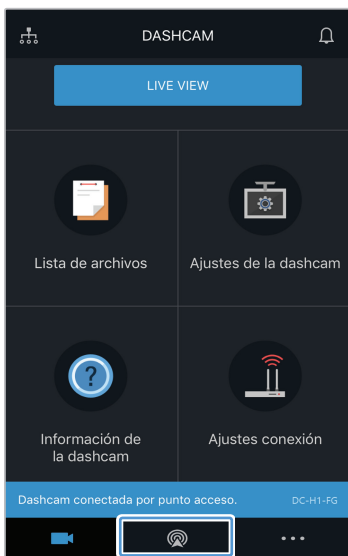 DASHCAM
LIVE VIEW
Lista de archivos
Ajustes de la dashcam
Información de
la dashcam
Ajustes conexión
Dashcam conectada por punto acceso.
DC-H1-FG